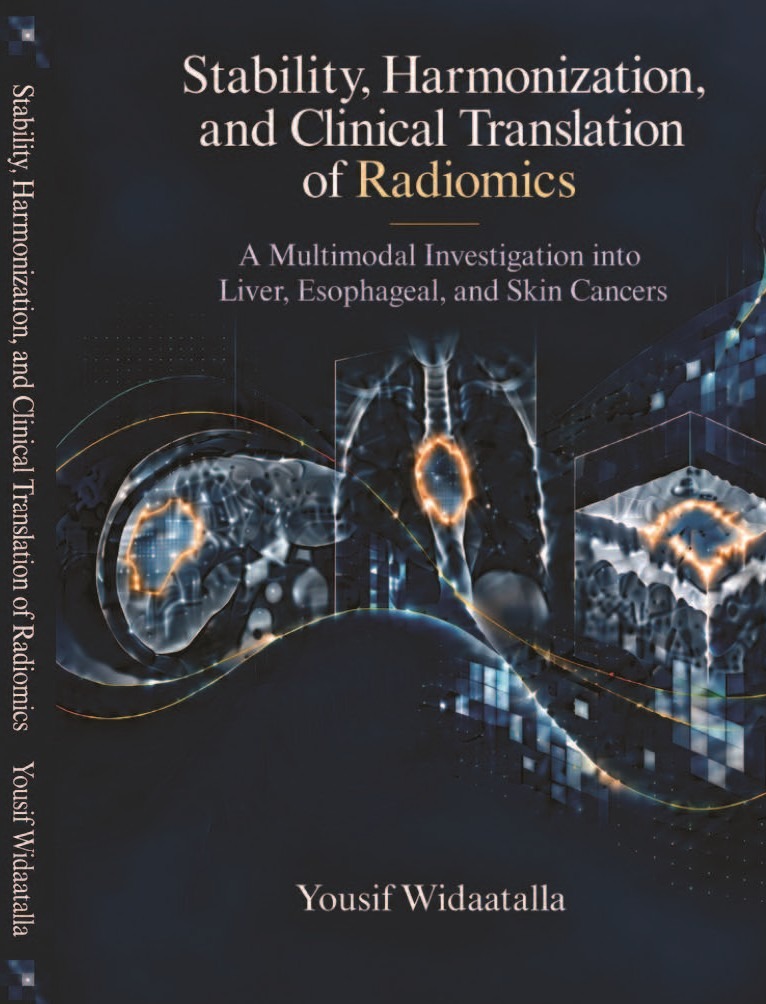 Stability, Harmonization,
and Clinical Translation
of Radiomics
A Multimodal Investigation into
Liver, Esophageal, and Skin Cancers
Yousif Widaatalla
Stability, Harmonization, and Clinical Translation of Radiomics Yousif Widaatalla